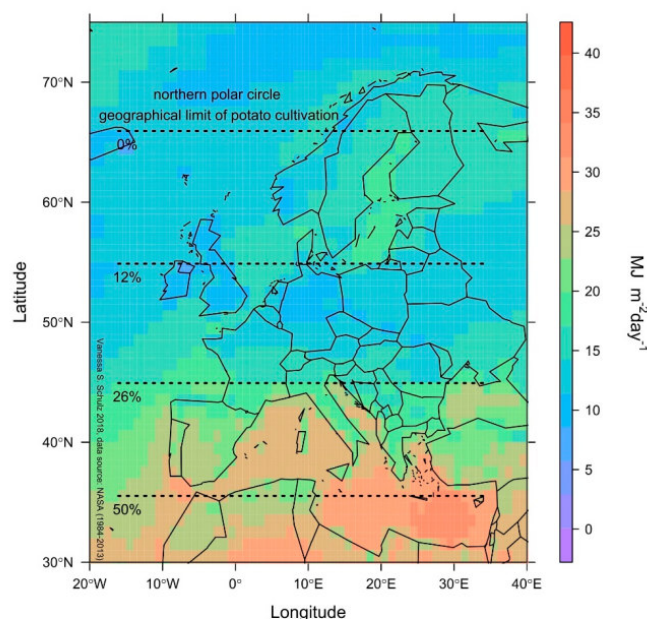 70°N
60°N
50°N
40°N
30°N
Latitude
northern polar circle
geographical limit of potato cultivation
0%
12%
26%
50%
Vanessa S. Schulz 2018, data source: NASA (1984-2013)
20°W
10°W
0°
10°E
20°E
30°E
40°E
Longitude
40
35
30
25
20
15
10
5
0
MJ m⁻²day⁻¹